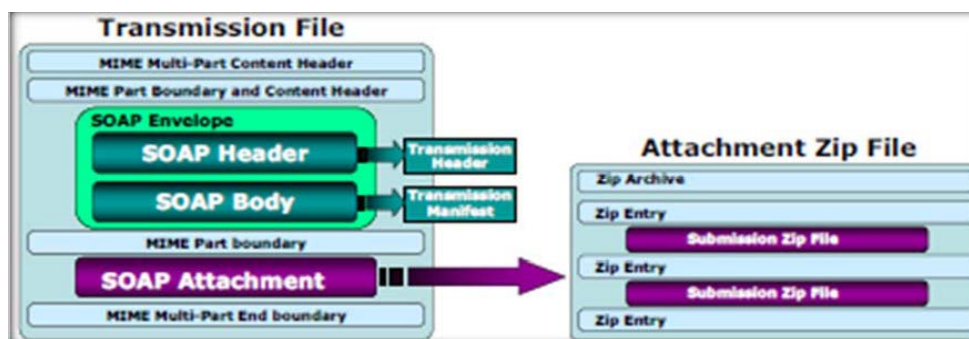 Transmission File
MIME Multi-Part Content Header
MIME Part Boundary and Content Header
SOAP Envelope
SOAP Header
Transmission
Header
SOAP Body
Transmission
Manifest
MIME Part boundary
SOAP Attachment
MIME Multi-Part End boundary
Attachment Zip File
Zip Archive
Zip Entry
Submission Zip File
Zip Entry
Submission Zip File
Zip Entry